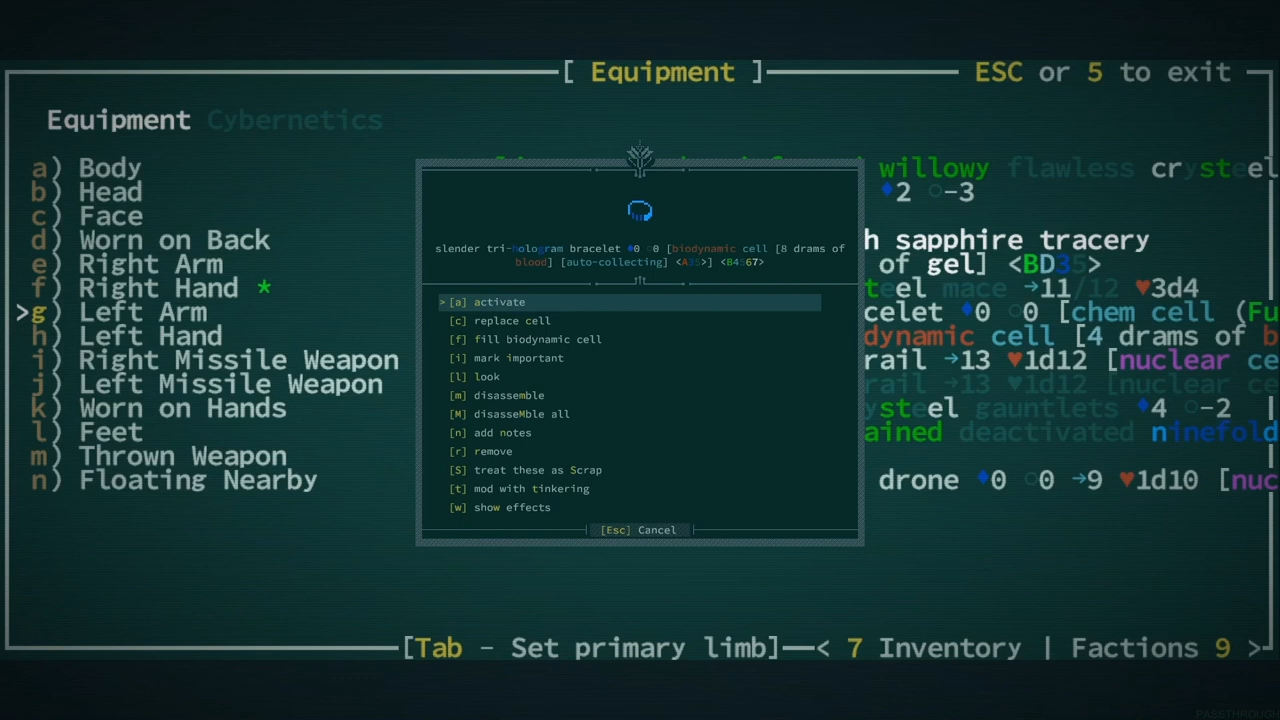 [ Equipment ] ESC or 5 to exit
Equipment Cybernetics
a) Body willowy flawless crysteel
b) Head ♦2 ○-3
c) Face
d) Worn on Back h sapphire tracery
e) Right Arm of gel] <BD35>
f) Right Hand * teel mace →11/12 ♥3d4
>g) Left Arm celet ♦0 ○0 [chem cell (Fu
h) Left Hand dynamic cell [4 drams of b
i) Right Missile Weapon rail →13 ♥1d12 [nuclear ce
j) Left Missile Weapon rail →13 ♥1d12 [nuclear c
k) Worn on Hands ysteel gauntlets ♦4 ○-2
l) Feet ained deactivated ninefold
m) Thrown Weapon
n) Floating Nearby drone ♦0 ○0 →9 ♥1d10 [nuc
slender tri-hologram bracelet ♦0 ○0 [biodynamic cell [8 drams of
blood] [auto-collecting] <A35>] <B4567>
> [a] activate
[c] replace cell
[f] fill biodynamic cell
[i] mark important
[l] look
[m] disassemble
[M] disasseMble all
[n] add notes
[r] remove
[S] treat these as Scrap
[t] mod with tinkering
[w] show effects
[Esc] Cancel
[Tab - Set primary limb] < 7 Inventory | Factions 9 >